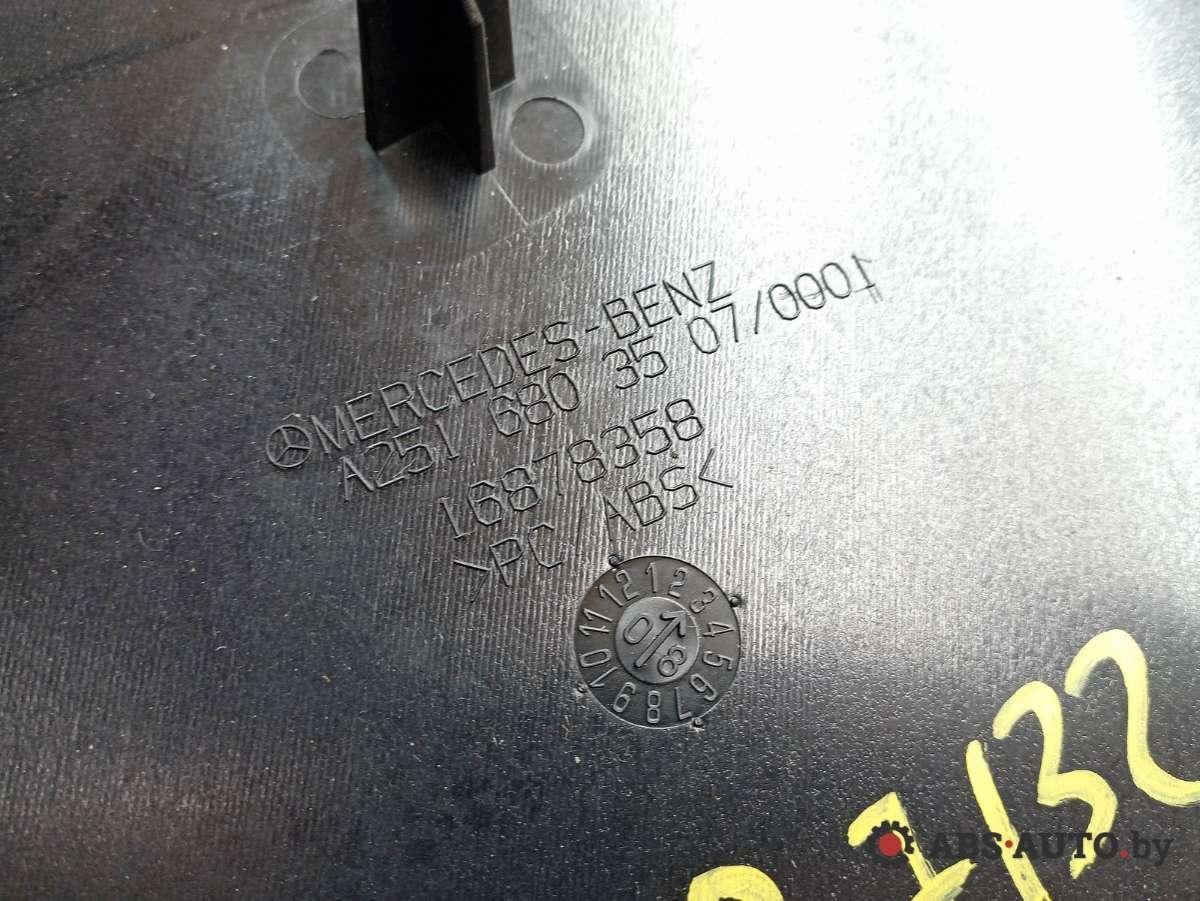 MERCEDES-BENZ
A251 680 35 07/0001
16878358
>PC/ABS<
1 2 3 4 5 6 7 8 9 10 11 12
0 8
7132
ABS-AUTO.by